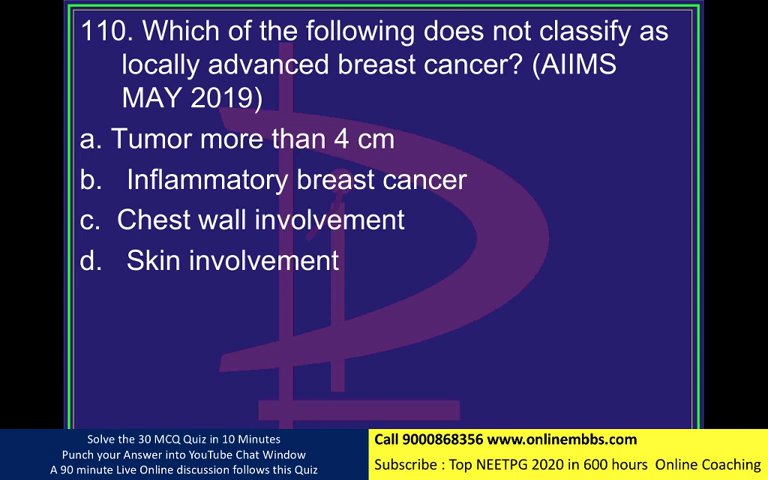 110. Which of the following does not classify as
locally advanced breast cancer? (AIIMS
MAY 2019)
a. Tumor more than 4 cm
b. Inflammatory breast cancer
c. Chest wall involvement
d. Skin involvement
Solve the 30 MCQ Quiz in 10 Minutes
Punch your Answer into YouTube Chat Window
A 90 minute Live Online discussion follows this Quiz
Call 9000868356 www.onlinembbs.com
Subscribe : Top NEETPG 2020 in 600 hours Online Coaching